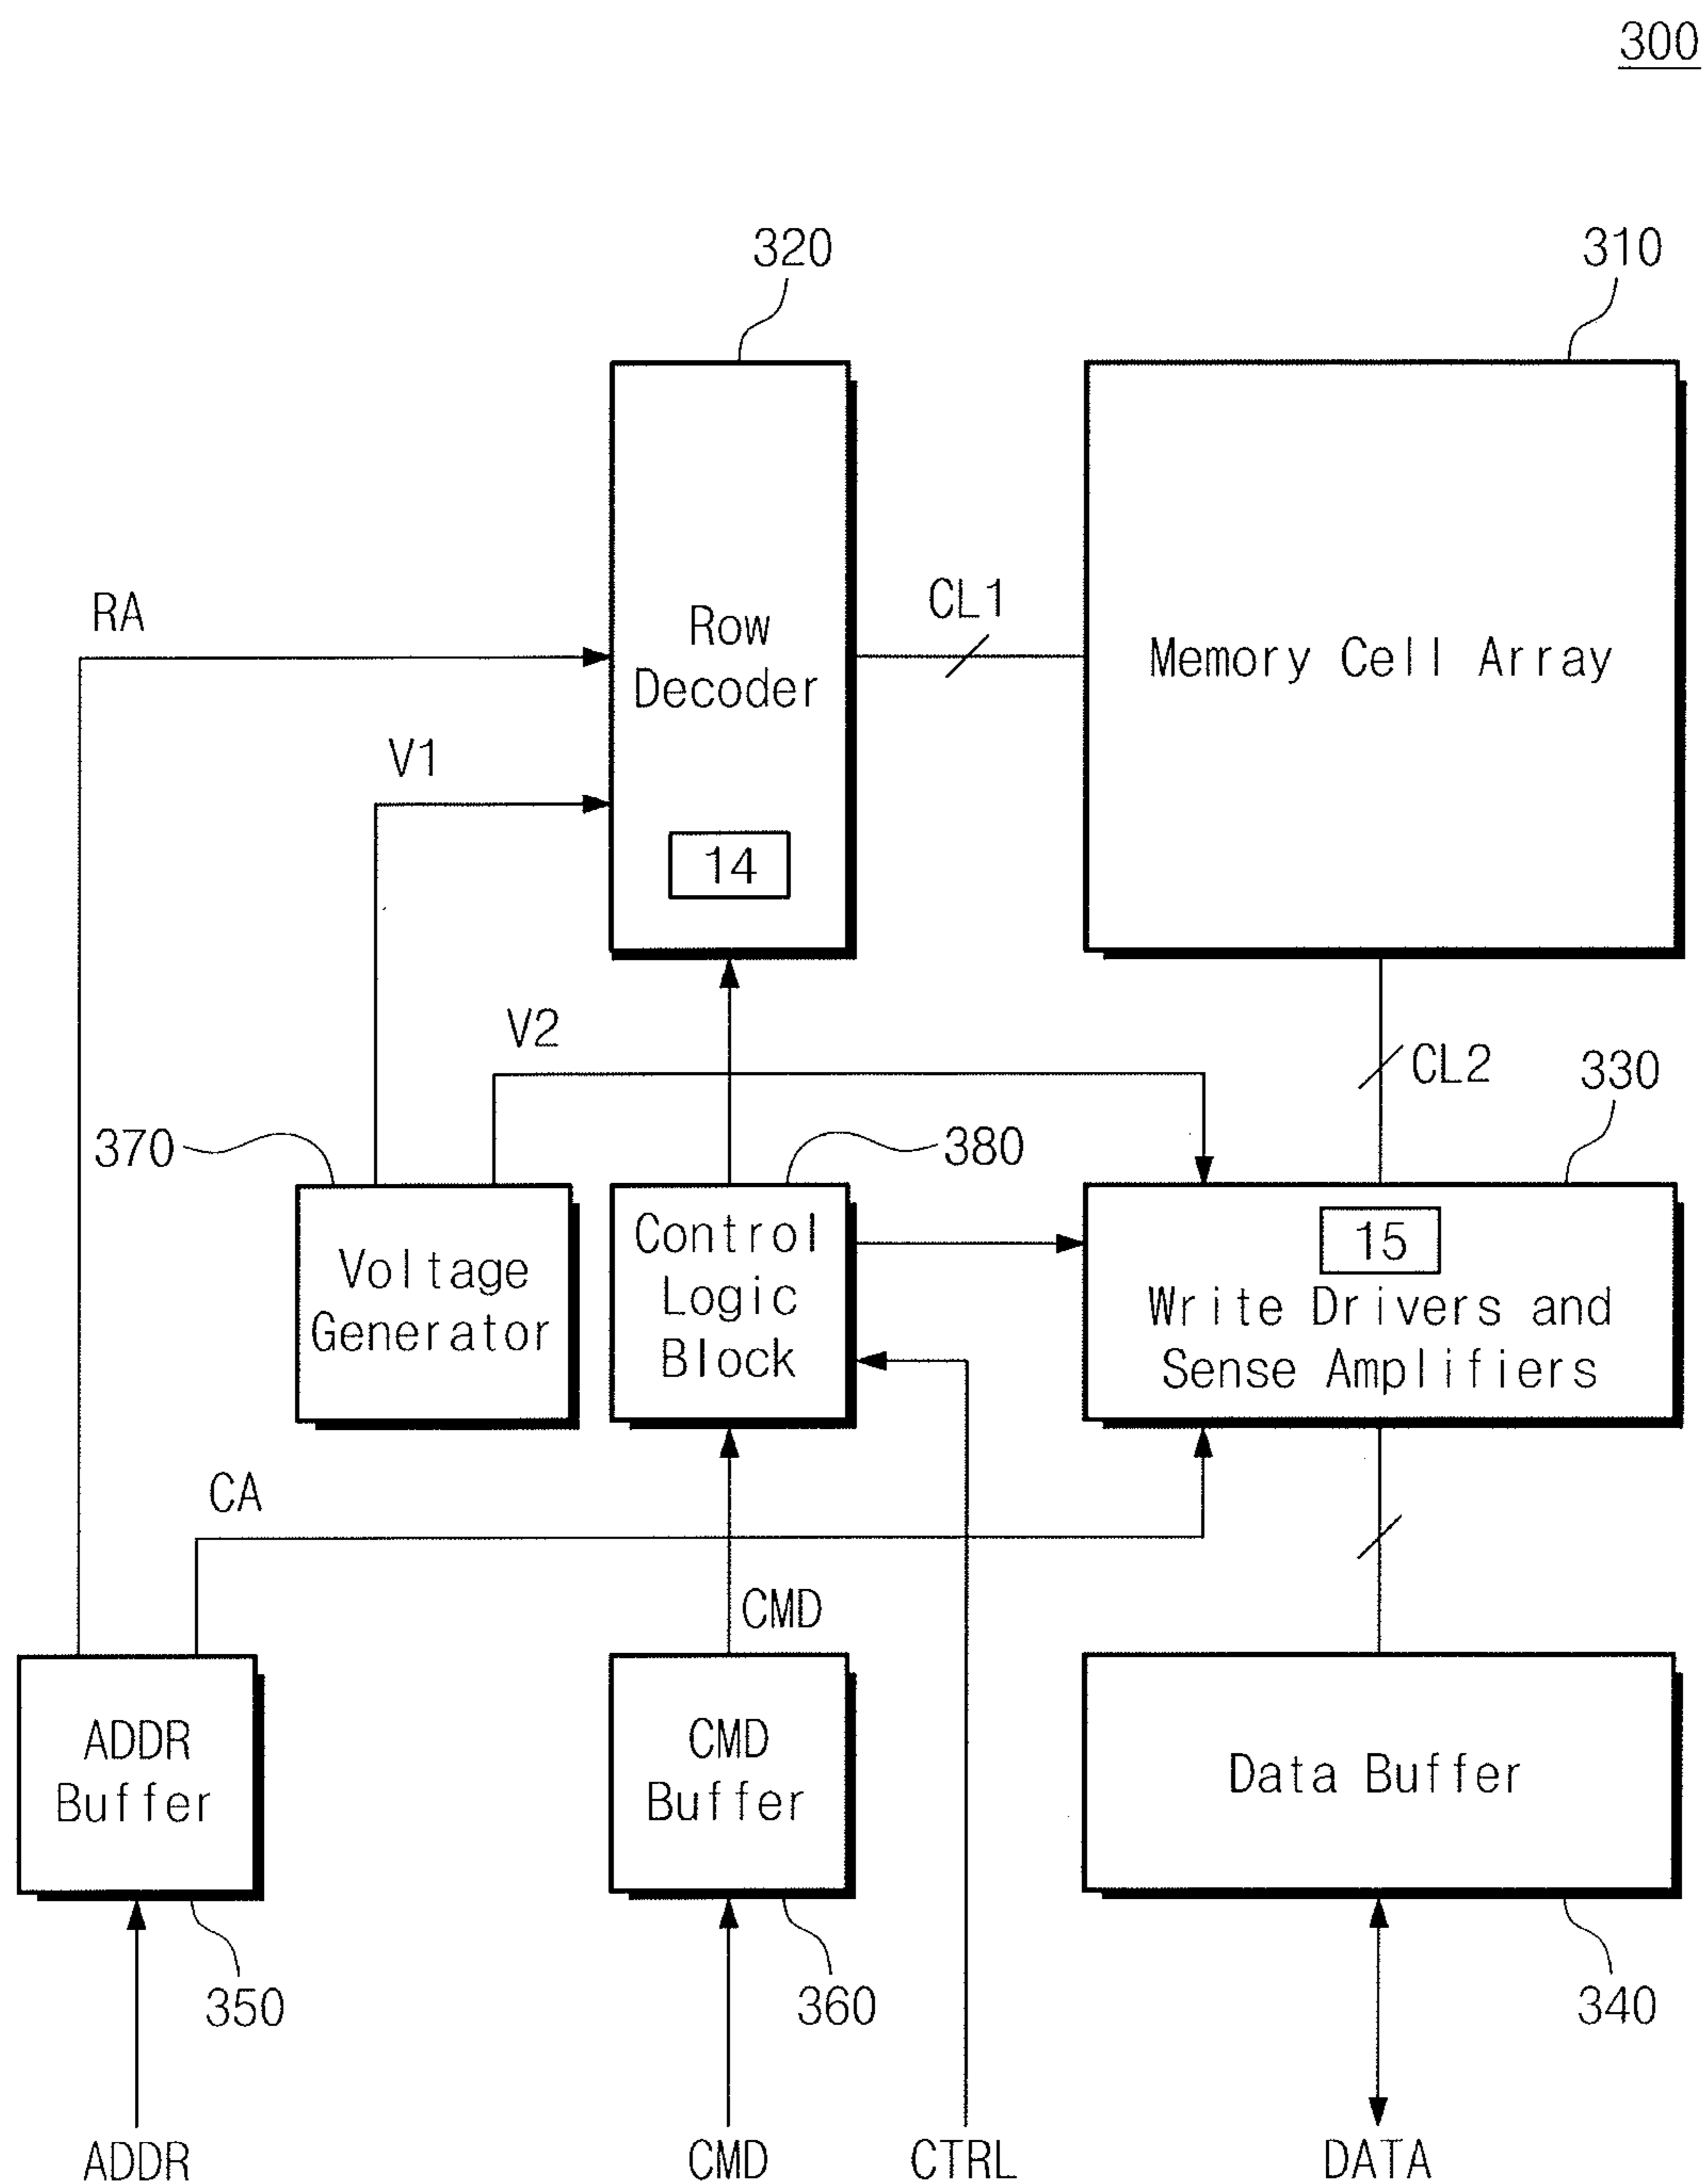 300
320
310
RA
CL1
Row
Decoder
Memory Cell Array
V1
14
V2
CL2
330
370
380
Control
Logic
Block
15
Voltage
Generator
Write Drivers and
Sense Amplifiers
CA
CMD
ADDR
Buffer
CMD
Buffer
Data Buffer
350
360
340
ADDR
CMD
CTRL
DATA